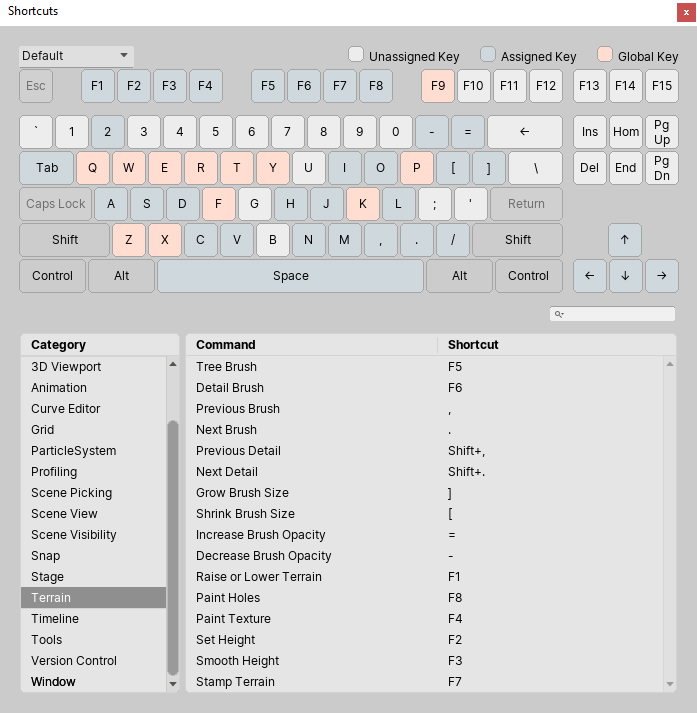 Shortcuts x
Default Unassigned Key Assigned Key Global Key
Esc F1 F2 F3 F4 F5 F6 F7 F8 F9 F10 F11 F12 F13 F14 F15
` 1 2 3 4 5 6 7 8 9 0 - = ← Ins Hom Pg Up
Tab Q W E R T Y U I O P [ ] \ Del End Pg Dn
Caps Lock A S D F G H J K L ; ' Return
Shift Z X C V B N M , . / Shift ↑
Control Alt Space Alt Control ← ↓ →
Category Command Shortcut
3D Viewport Tree Brush F5
Animation Detail Brush F6
Curve Editor Previous Brush ,
Grid Next Brush .
ParticleSystem Previous Detail Shift+,
Profiling Next Detail Shift+.
Scene Picking Grow Brush Size ]
Scene View Shrink Brush Size [
Scene Visibility Increase Brush Opacity =
Snap Decrease Brush Opacity -
Stage Raise or Lower Terrain F1
Terrain Paint Holes F8
Timeline Paint Texture F4
Tools Set Height F2
Version Control Smooth Height F3
Window Stamp Terrain F7